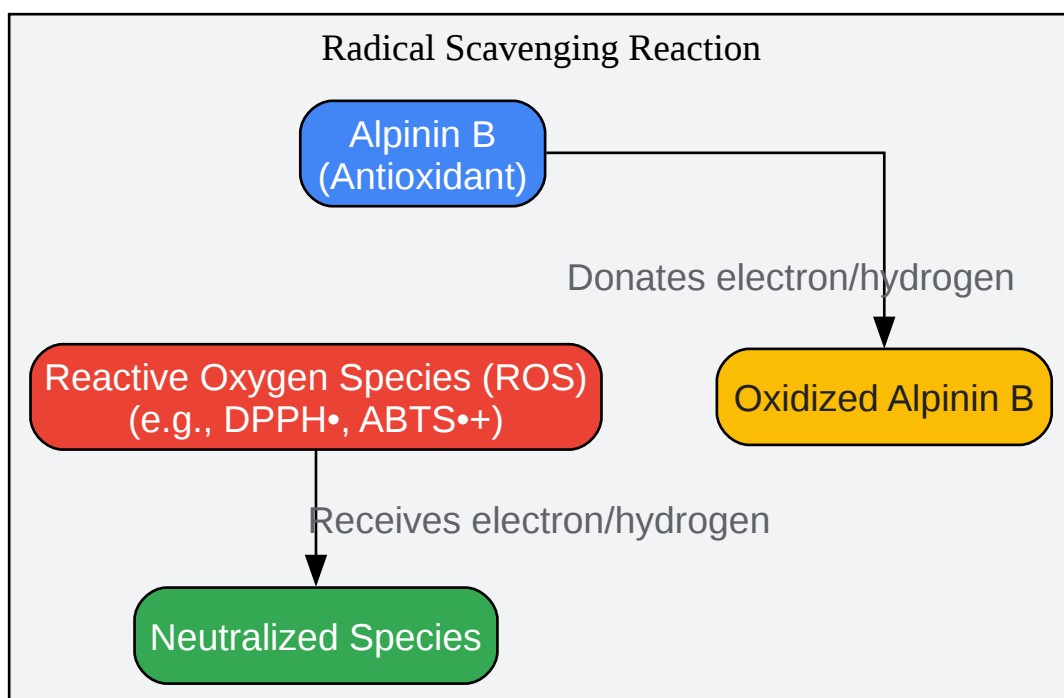 Radical Scavenging Reaction
Alpinin B
(Antioxidant)
Donates electron/hydrogen
Reactive Oxygen Species (ROS)
(e.g., DPPH•, ABTS•+)
Oxidized Alpinin B
Receives electron/hydrogen
Neutralized Species